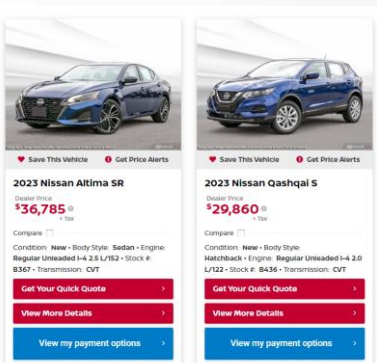 Save This Vehicle
Get Price Alerts
2023 Nissan Altima SR
Dealer Price
$36,785
+ Tax
Compare
Condition: New • Body Style: Sedan • Engine:
Regular Unleaded I-4 2.5 L/152 • Stock #:
B367 • Transmission: CVT
Get Your Quick Quote
View More Details
View my payment options
Save This Vehicle
Get Price Alerts
2023 Nissan Qashqai S
Dealer Price
$29,860
+ Tax
Compare
Condition: New • Body Style:
Hatchback • Engine: Regular Unleaded I-4 2.0
L/122 • Stock #: B436 • Transmission: CVT
Get Your Quick Quote
View More Details
View my payment options